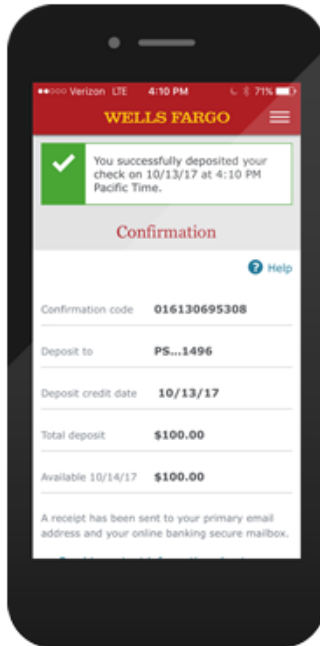 Verizon LTE 4:10 PM 71%
WELLS FARGO
You successfully deposited your
check on 10/13/17 at 4:10 PM
Pacific Time.
Confirmation
? Help
Confirmation code 016130695308
Deposit to PS...1496
Deposit credit date 10/13/17
Total deposit $100.00
Available 10/14/17 $100.00
A receipt has been sent to your primary email
address and your online banking secure mailbox.